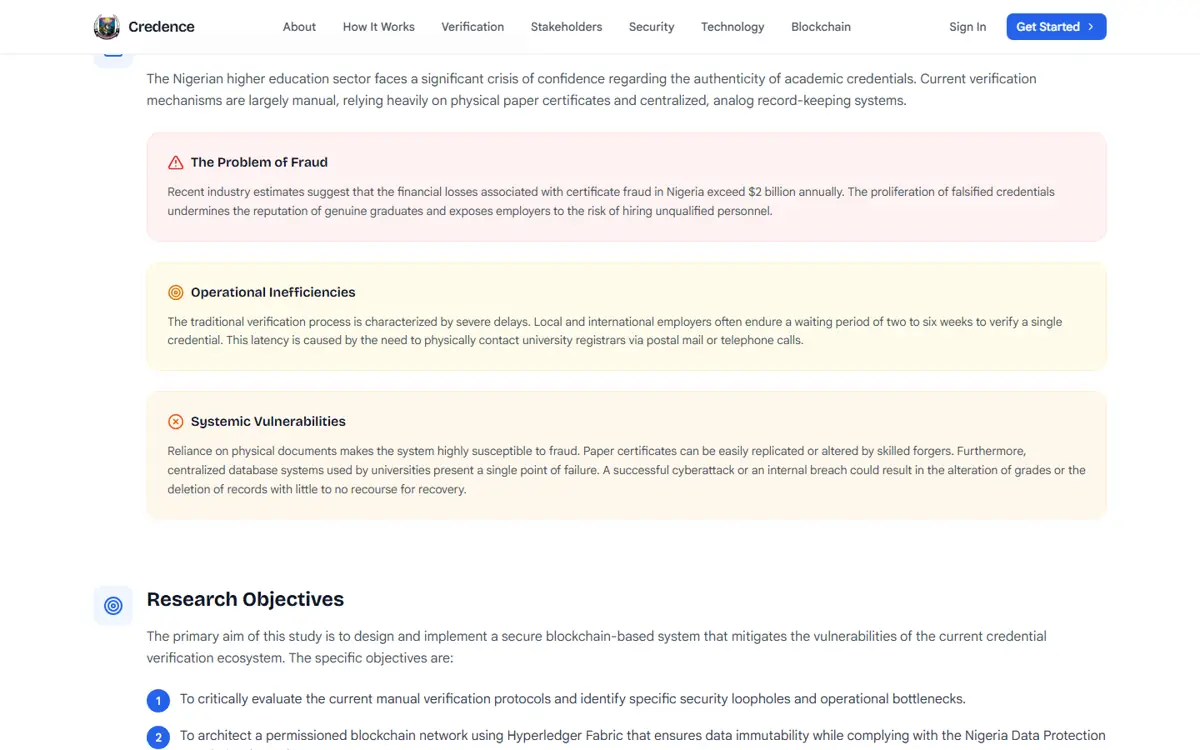 Credence
About
How It Works
Verification
Stakeholders
Security
Technology
Blockchain
Sign In
Get Started
The Nigerian higher education sector faces a significant crisis of confidence regarding the authenticity of academic credentials. Current verification
mechanisms are largely manual, relying heavily on physical paper certificates and centralized, analog record-keeping systems.
The Problem of Fraud
Recent industry estimates suggest that the financial losses associated with certificate fraud in Nigeria exceed $2 billion annually. The proliferation of falsified credentials
undermines the reputation of genuine graduates and exposes employers to the risk of hiring unqualified personnel.
Operational Inefficiencies
The traditional verification process is characterized by severe delays. Local and international employers often endure a waiting period of two to six weeks to verify a single
credential. This latency is caused by the need to physically contact university registrars via postal mail or telephone calls.
Systemic Vulnerabilities
Reliance on physical documents makes the system highly susceptible to fraud. Paper certificates can be easily replicated or altered by skilled forgers. Furthermore,
centralized database systems used by universities present a single point of failure. A successful cyberattack or an internal breach could result in the alteration of grades or the
deletion of records with little to no recourse for recovery.
Research Objectives
The primary aim of this study is to design and implement a secure blockchain-based system that mitigates the vulnerabilities of the current credential
verification ecosystem. The specific objectives are:
1 To critically evaluate the current manual verification protocols and identify specific security loopholes and operational bottlenecks.
2 To architect a permissioned blockchain network using Hyperledger Fabric that ensures data immutability while complying with the Nigeria Data Protection